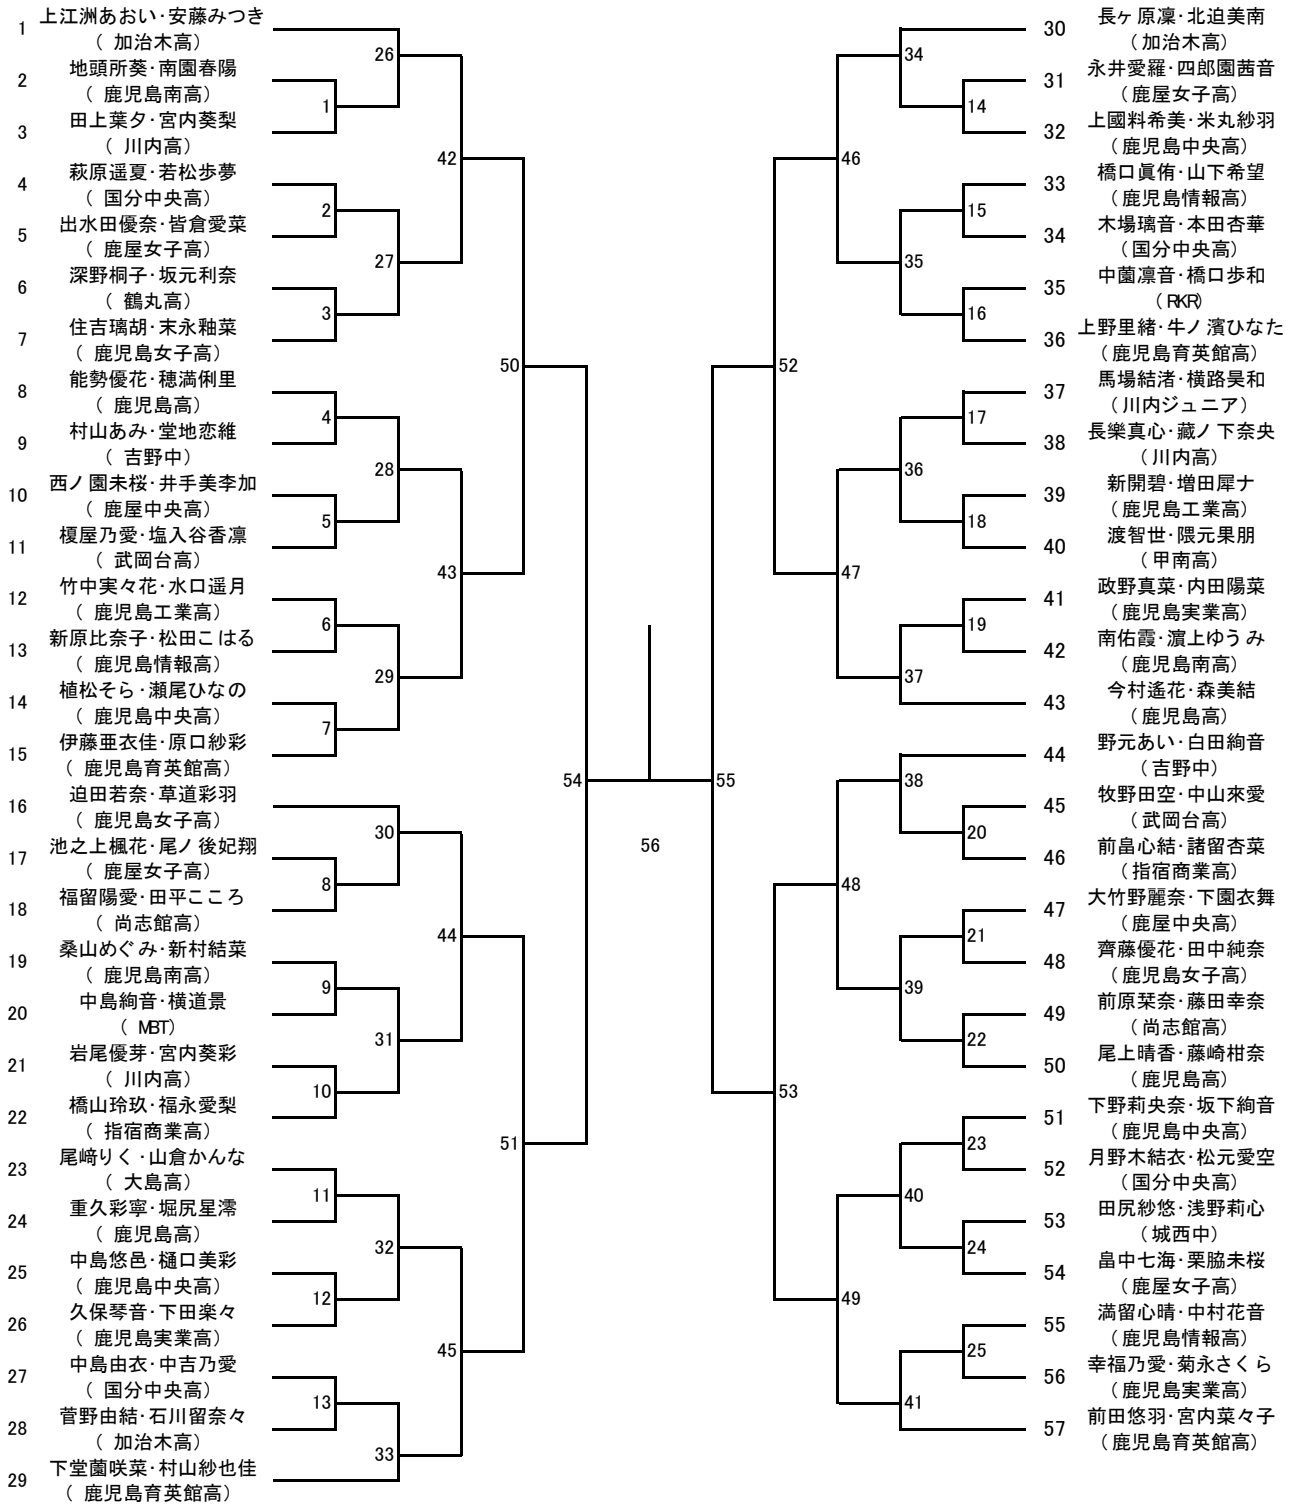 1 上江洲あおい・安藤みつき
（ 加治木高）
2 地頭所葵・南園春陽
（ 鹿児島南高）
3 田上葉夕・宮内葵梨
（ 川内高）
4 萩原遥夏・若松歩夢
（ 国分中央高）
5 出水田優奈・皆倉愛菜
（ 鹿屋女子高）
6 深野桐子・坂元利奈
（ 鶴丸高）
7 住吉璃胡・末永釉菜
（ 鹿児島女子高）
8 能勢優花・穂満俐里
（ 鹿児島高）
9 村山あみ・堂地恋維
（ 吉野中）
10 西ノ園未桜・井手美李加
（ 鹿屋中央高）
11 榎屋乃愛・塩入谷香凛
（ 武岡台高）
12 竹中実々花・水口遥月
（ 鹿児島工業高）
13 新原比奈子・松田こはる
（ 鹿児島情報高）
14 植松そら・瀬尾ひなの
（ 鹿児島中央高）
15 伊藤亜衣佳・原口紗彩
（ 鹿児島育英館高）
16 迫田若奈・草道彩羽
（ 鹿児島女子高）
17 池之上楓花・尾ノ後妃翔
（ 鹿屋女子高）
18 福留陽愛・田平こころ
（ 尚志館高）
19 桑山めぐみ・新村結菜
（ 鹿児島南高）
20 中島絢音・横道景
（ MBT）
21 岩尾優芽・宮内葵彩
（ 川内高）
22 橋山玲玖・福永愛梨
（ 指宿商業高）
23 尾﨑りく・山倉かんな
（ 大島高）
24 重久彩寧・堀尻星澪
（ 鹿児島高）
25 中島悠邑・樋口美彩
（ 鹿児島中央高）
26 久保琴音・下田楽々
（ 鹿児島実業高）
27 中島由衣・中吉乃愛
（ 国分中央高）
28 菅野由結・石川留奈々
（ 加治木高）
29 下堂薗咲菜・村山紗也佳
（ 鹿児島育英館高）
26
1
2
27
3
42
4
28
5
43
6
29
7
50
30
8
44
9
31
10
51
11
32
12
45
13
33
54
56
55
34
14
46
15
35
16
52
17
36
18
47
19
37
38
20
48
21
39
22
53
23
40
24
49
25
41
30 長ヶ原凜・北迫美南
（加治木高）
31 永井愛羅・四郎園茜音
（鹿屋女子高）
32 上國料希美・米丸紗羽
（鹿児島中央高）
33 橋口眞侑・山下希望
（鹿児島情報高）
34 木場璃音・本田杏華
（国分中央高）
35 中薗凛音・橋口歩和
（RKR）
36 上野里緒・牛ノ濱ひなた
（鹿児島育英館高）
37 馬場結渚・横路昊和
（川内ジュニア）
38 長樂真心・藏ノ下奈央
（川内高）
39 新開碧・増田犀ナ
（鹿児島工業高）
40 渡智世・隈元果朋
（甲南高）
41 政野真菜・内田陽菜
（鹿児島実業高）
42 南佑霞・濵上ゆうみ
（鹿児島南高）
43 今村遙花・森美結
（鹿児島高）
44 野元あい・白田絢音
（吉野中）
45 牧野田空・中山來愛
（武岡台高）
46 前畠心結・諸留杏菜
（指宿商業高）
47 大竹野麗奈・下園衣舞
（鹿屋中央高）
48 齊藤優花・田中純奈
（鹿児島女子高）
49 前原栞奈・藤田幸奈
（尚志館高）
50 尾上晴香・藤崎柑奈
（鹿児島高）
51 下野莉央奈・坂下絢音
（鹿児島中央高）
52 月野木結衣・松元愛空
（国分中央高）
53 田尻紗悠・浅野莉心
（城西中）
54 畠中七海・栗脇未桜
（鹿屋女子高）
55 満留心晴・中村花音
（鹿児島情報高）
56 幸福乃愛・菊永さくら
（鹿児島実業高）
57 前田悠羽・宮内菜々子
（鹿児島育英館高）